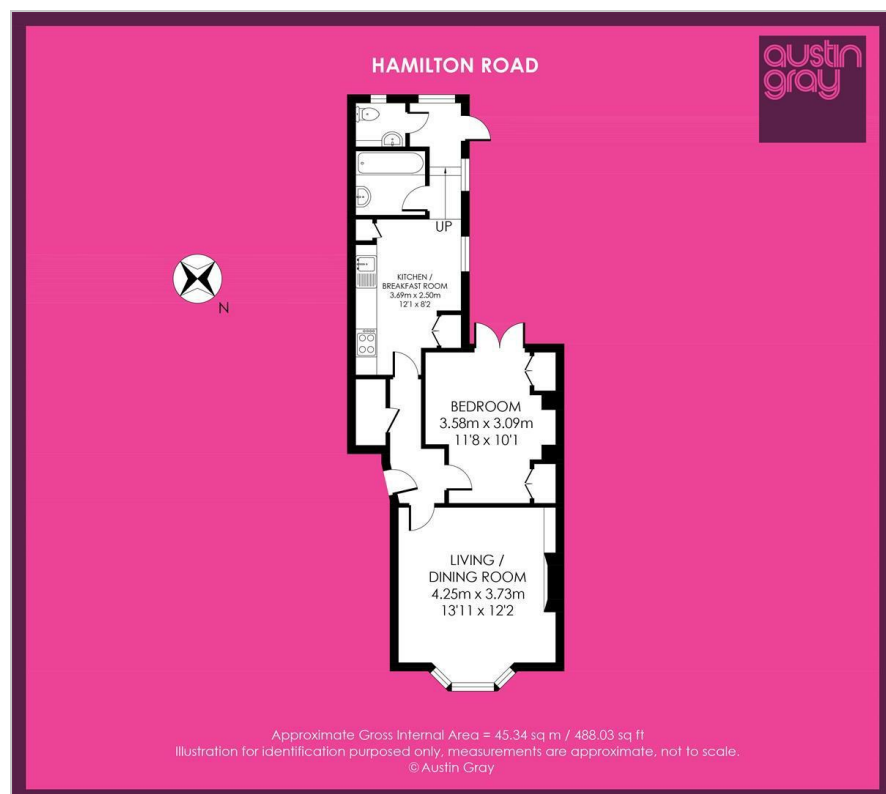 HAMILTON ROAD
austin
gray
UP
N
KITCHEN /
BREAKFAST ROOM
3.69m x 2.50m
12'1 x 8'2
BEDROOM
3.58m x 3.09m
11'8 x 10'1
LIVING /
DINING ROOM
4.25m x 3.73m
13'11 x 12'2
Approximate Gross Internal Area = 45.34 sq m / 488.03 sq ft
Illustration for identification purposed only, measurements are approximate, not to scale.
© Austin Gray